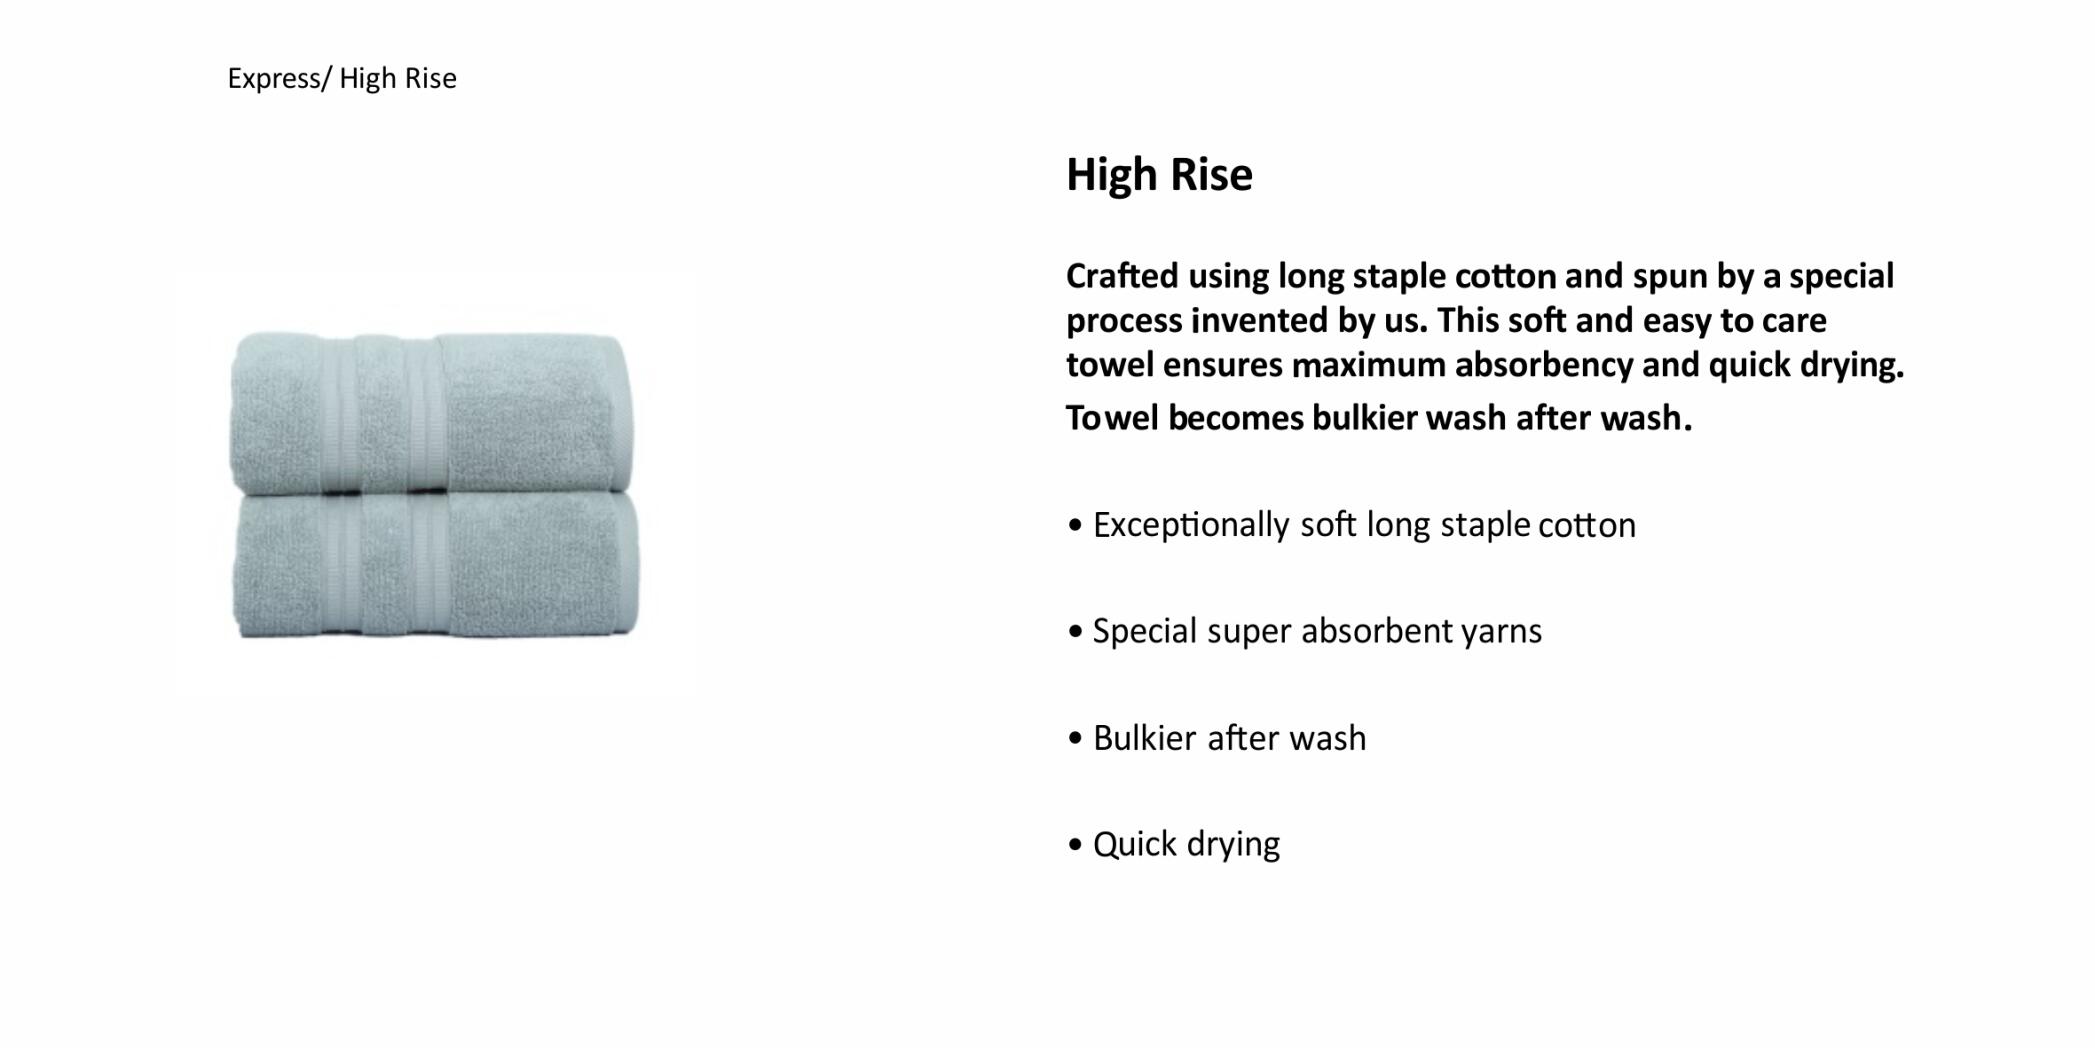 Express/ High Rise
High Rise
Crafted using long staple cotton and spun by a special
process invented by us. This soft and easy to care
towel ensures maximum absorbency and quick drying.
Towel becomes bulkier wash after wash.
• Exceptionally soft long staple cotton
• Special super absorbent yarns
• Bulkier after wash
• Quick drying